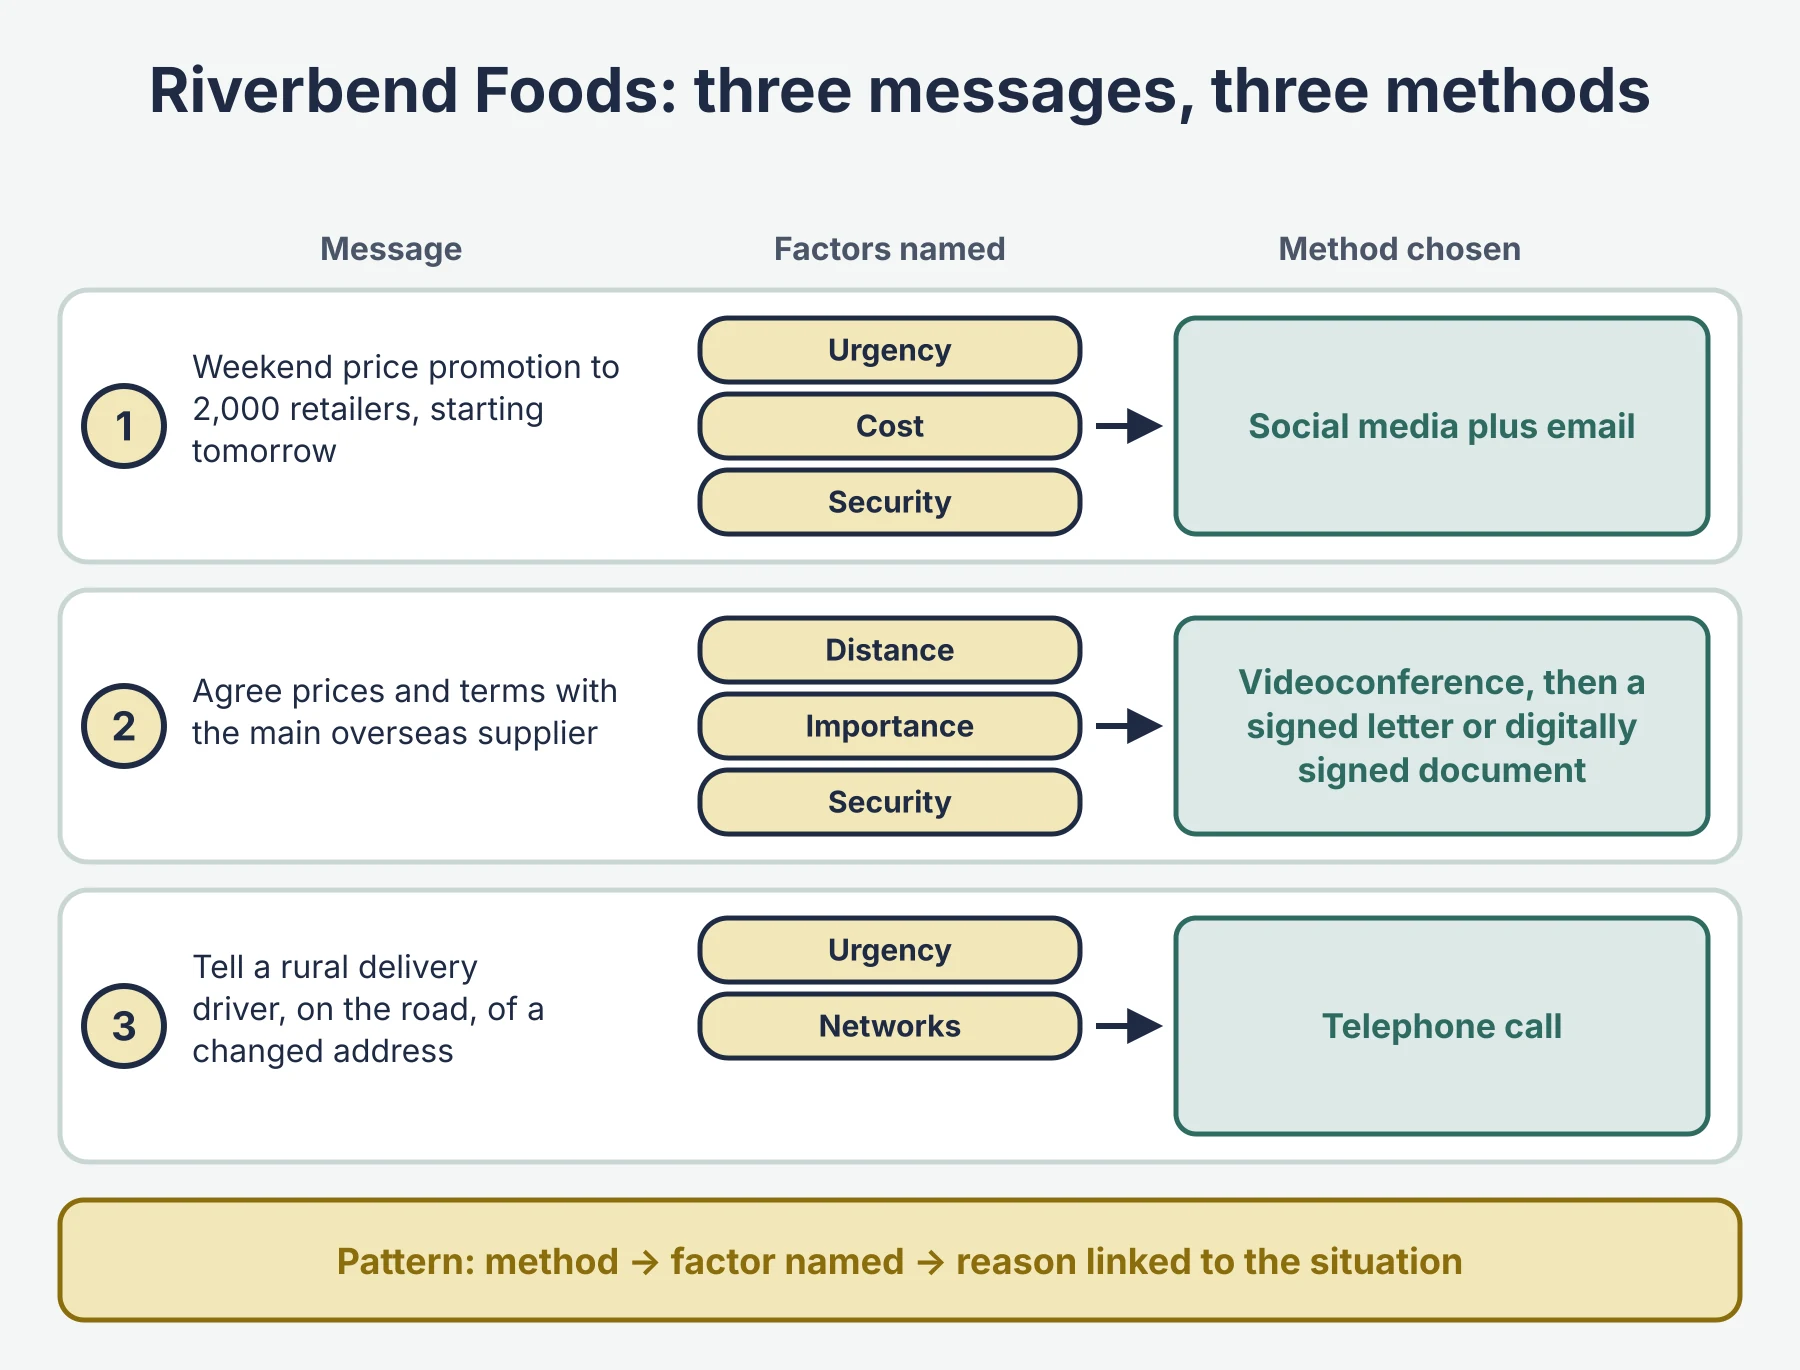 Riverbend Foods: three messages, three methods
Message
Factors named
Method chosen
1
Weekend price promotion to
2,000 retailers, starting
tomorrow
Urgency
Cost
Security
Social media plus email
2
Agree prices and terms with
the main overseas supplier
Distance
Importance
Security
Videoconference, then a
signed letter or digitally
signed document
3
Tell a rural delivery
driver, on the road, of a
changed address
Urgency
Networks
Telephone call
Pattern: method → factor named → reason linked to the situation